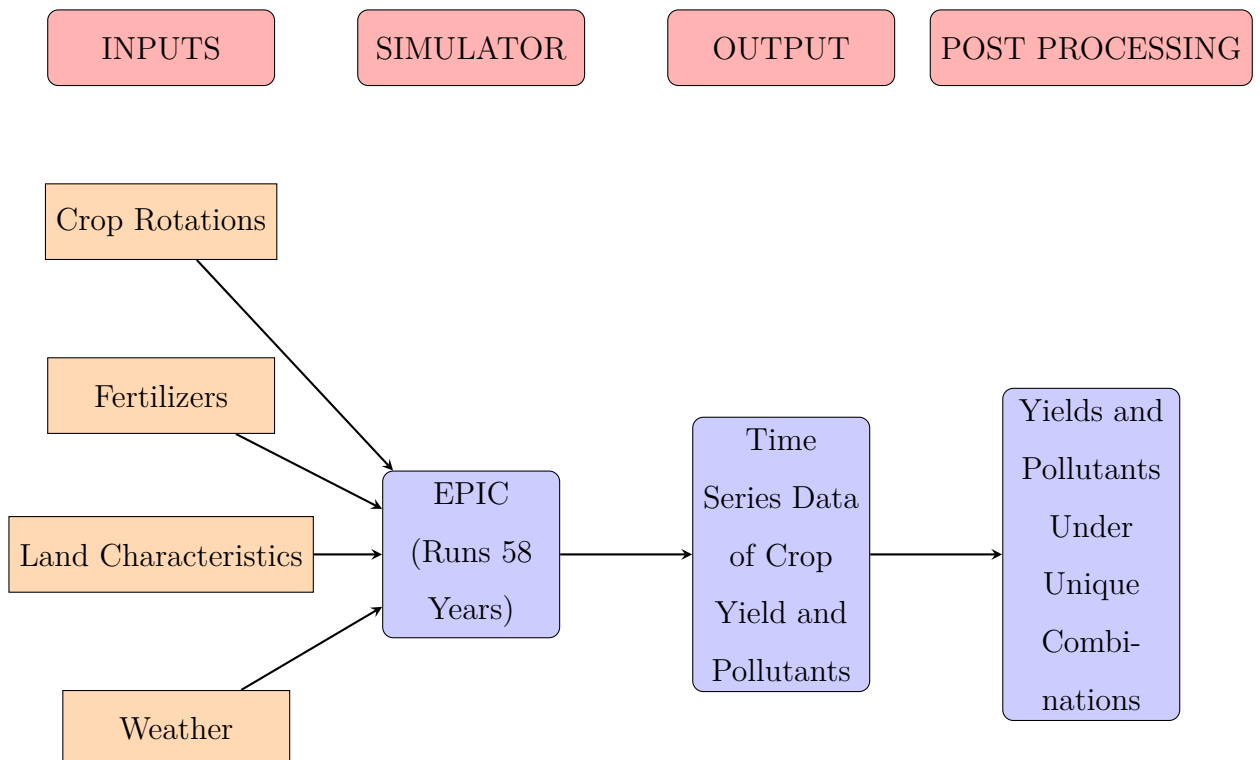 INPUTS
SIMULATOR
OUTPUT
POST PROCESSING
Crop Rotations
Fertilizers
Land Characteristics
Weather
EPIC
(Runs 58
Years)
Time
Series Data
of Crop
Yield and
Pollutants
Yields and
Pollutants
Under
Unique
Combi-
nations